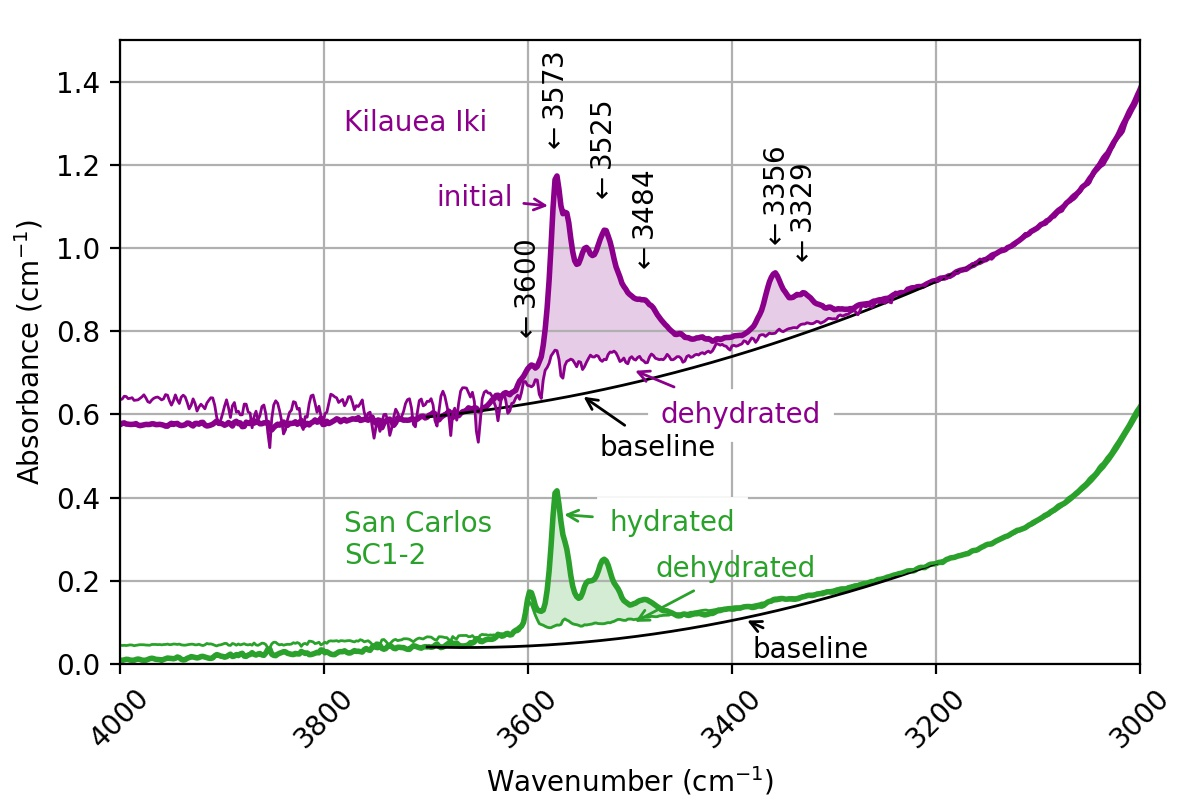 1.4
1.2
1.0
0.8
0.6
0.4
0.2
0.0
Absorbance (cm⁻¹)
Kilauea Iki
initial
←3600
←3573
←3525
←3484
←3356
←3329
dehydrated
baseline
San Carlos
SC1-2
hydrated
dehydrated
baseline
4000
3800
3600
3400
3200
3000
Wavenumber (cm⁻¹)